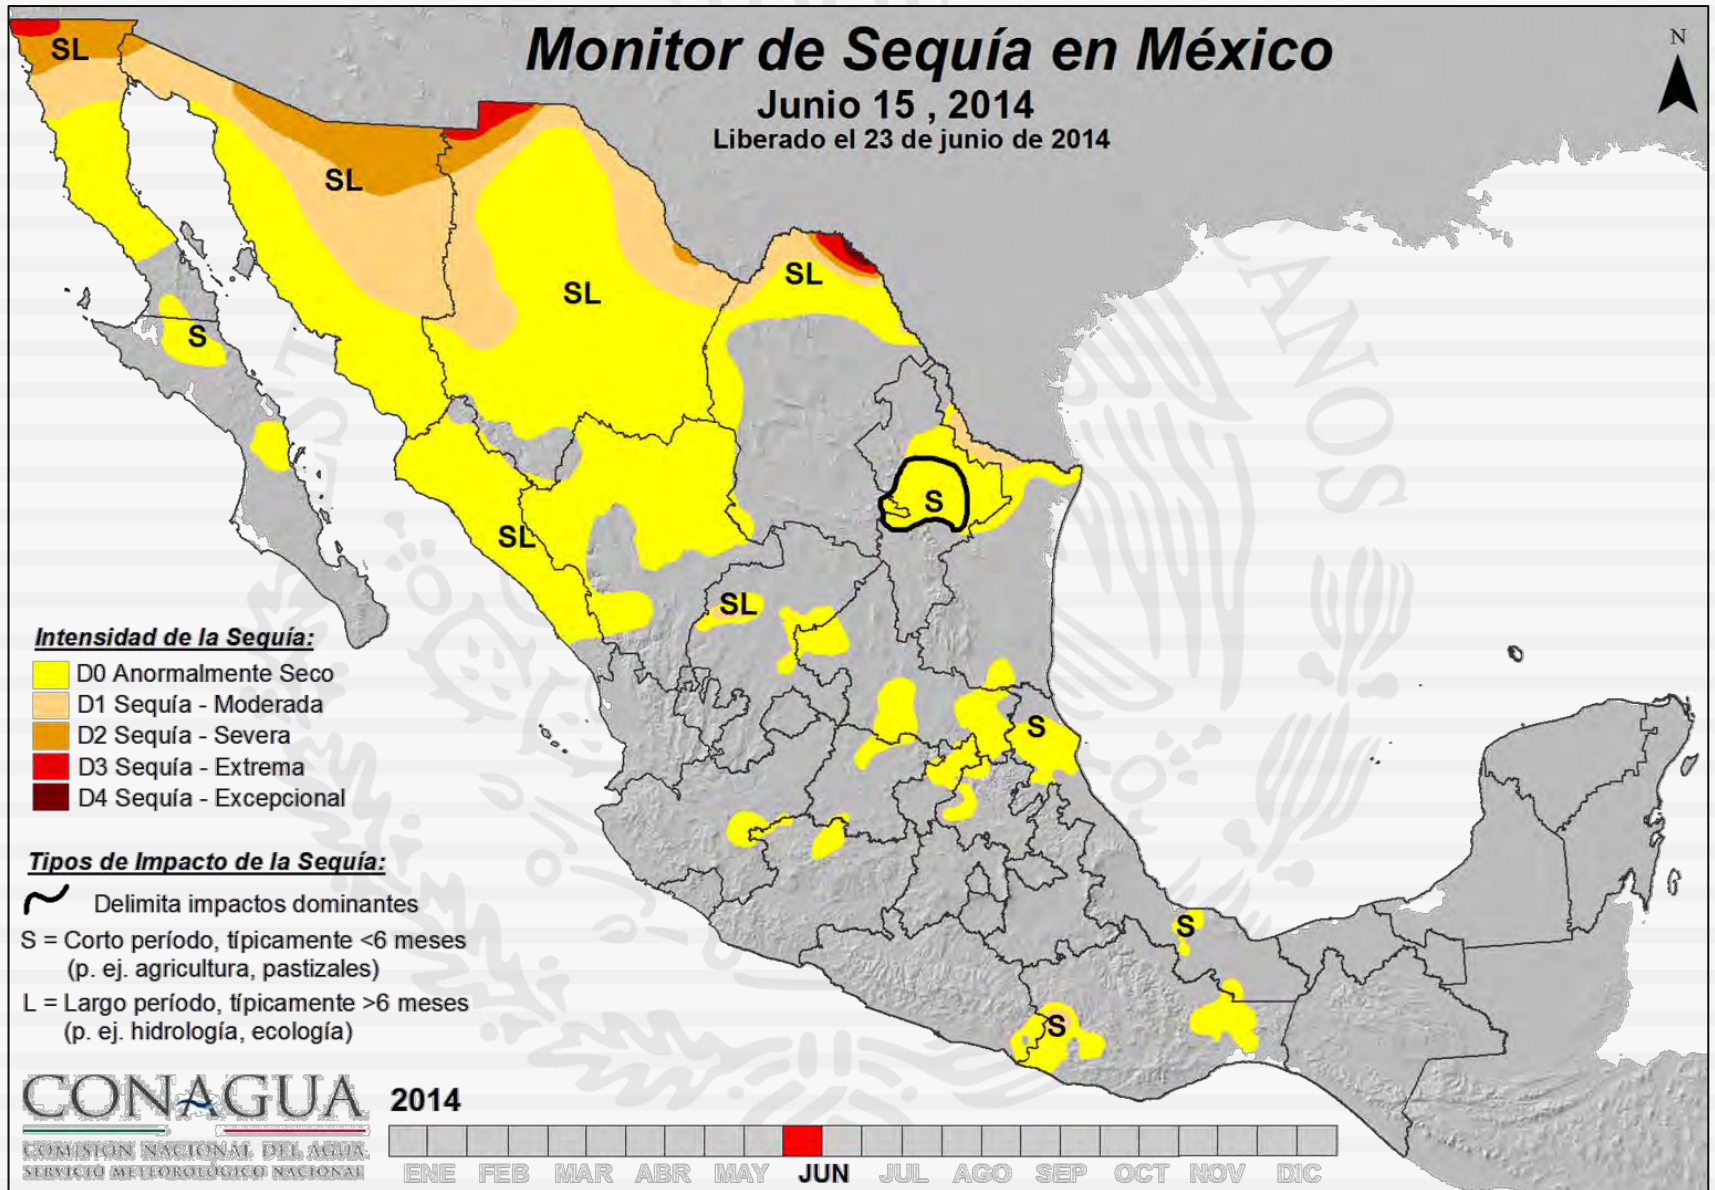 Monitor de Sequía en México
Junio 15 , 2014
Liberado el 23 de junio de 2014
N
SL
SL
SL
SL
S
S
SL
SL
S
S
S
Intensidad de la Sequía:
D0 Anormalmente Seco
D1 Sequía - Moderada
D2 Sequía - Severa
D3 Sequía - Extrema
D4 Sequía - Excepcional
Tipos de Impacto de la Sequía:
Delimita impactos dominantes
S = Corto período, típicamente <6 meses
(p. ej. agricultura, pastizales)
L = Largo período, típicamente >6 meses
(p. ej. hidrología, ecología)
CONAGUA
COMISIÓN NACIONAL DEL AGUA
SERVICIO METEOROLÓGICO NACIONAL
2014
ENE FEB MAR ABR MAY JUN JUL AGO SEP OCT NOV DIC